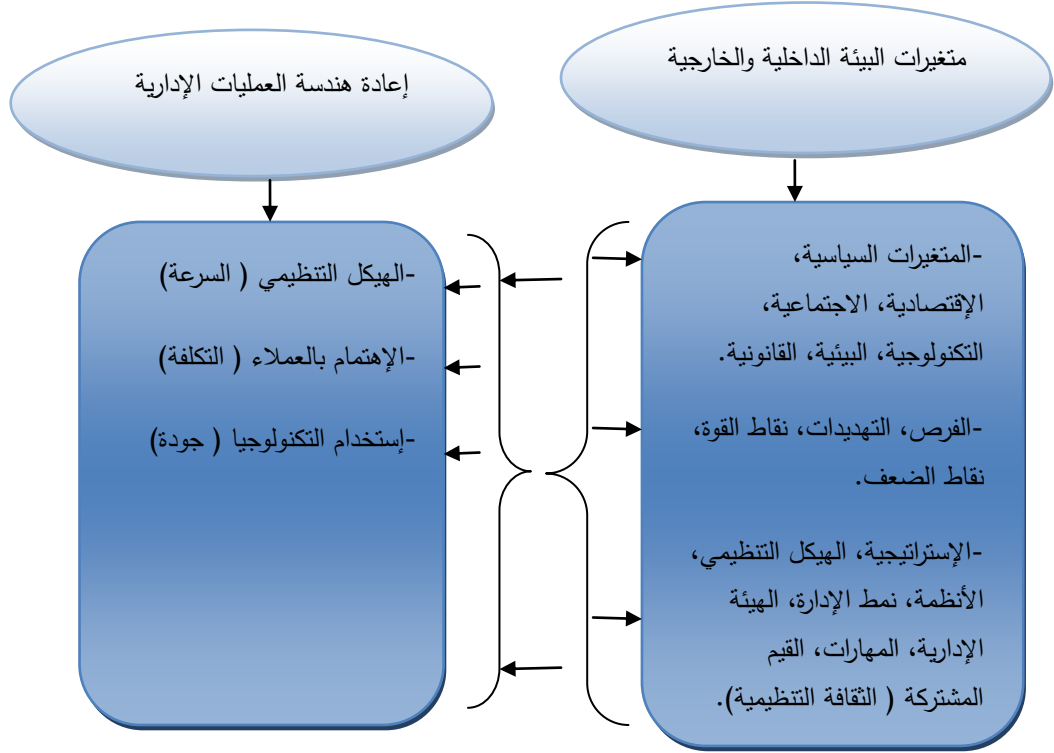 متغيرات البيئة الداخلية والخارجية
-المتغيرات السياسية،
الإقتصادية، الاجتماعية،
التكنولوجية، البيئية، القانونية.
-الفرص، التهديدات، نقاط القوة،
نقاط الضعف.
-الإستراتيجية، الهيكل التنظيمي،
الأنظمة، نمط الإدارة، الهيئة
الإدارية، المهارات، القيم
المشتركة ( الثقافة التنظيمية).
إعادة هندسة العمليات الإدارية
-الهيكل التنظيمي ( السرعة)
-الإهتمام بالعملاء ( التكلفة)
-إستخدام التكنولوجيا ( جودة)